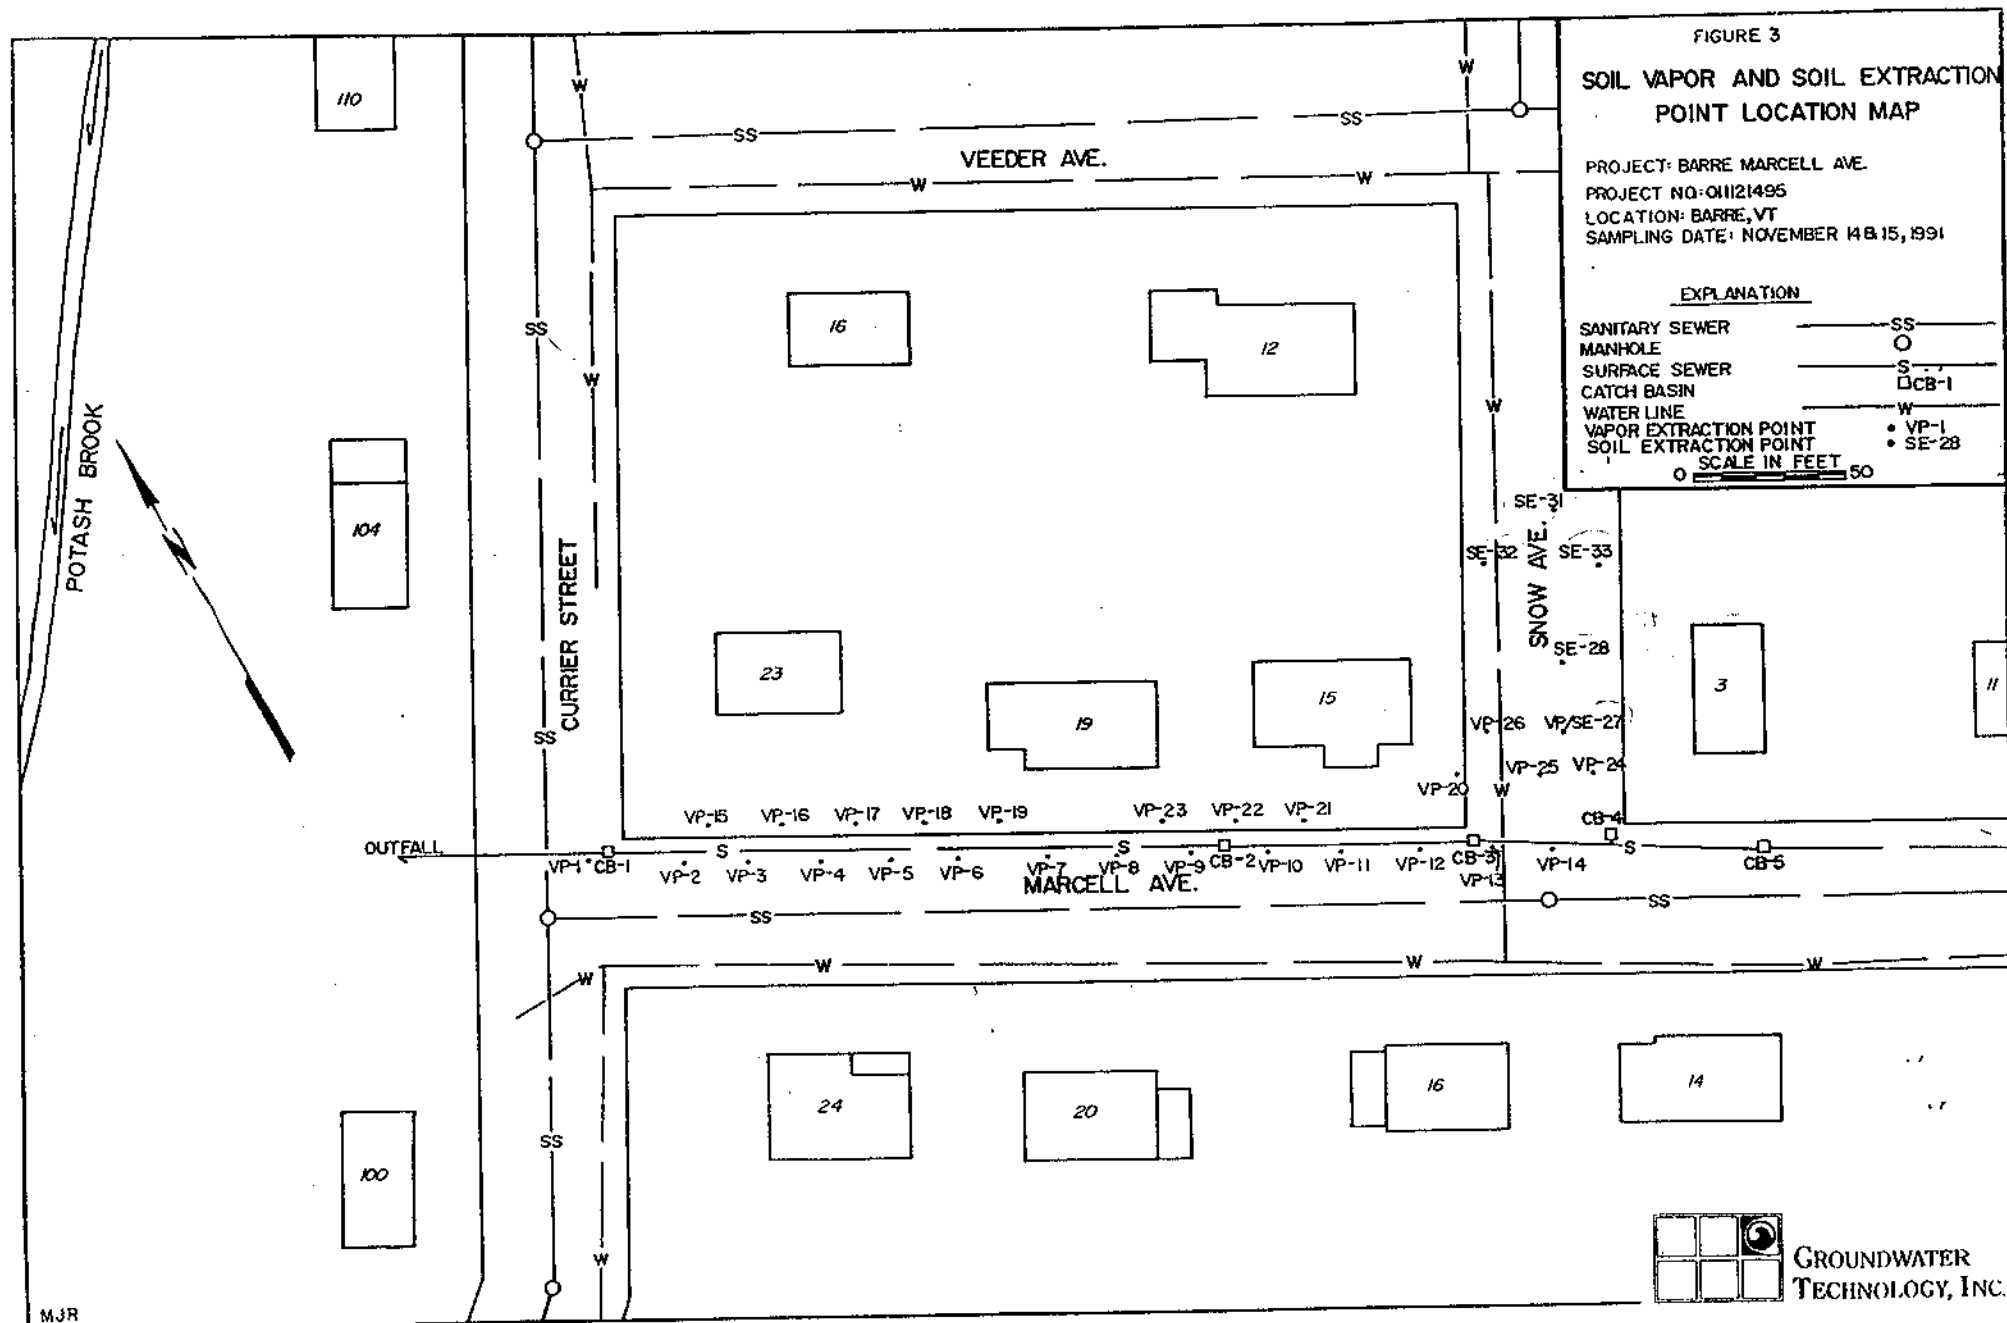 FIGURE 3
SOIL VAPOR AND SOIL EXTRACTION
POINT LOCATION MAP
PROJECT: BARRE MARCELL AVE.
PROJECT NO: 011121495
LOCATION: BARRE, VT
SAMPLING DATE: NOVEMBER 14 & 15, 1991
EXPLANATION
SANITARY SEWER SS
MANHOLE
SURFACE SEWER S
CATCH BASIN CB-1
WATER LINE W
VAPOR EXTRACTION POINT VP-1
SOIL EXTRACTION POINT SE-28
SCALE IN FEET
0 50
110
W
W
SS
SS
VEEDER AVE.
W
W
SS
16
12
W
W
POTASH BROOK
104
N
CURRIER STREET
SE-31
SE-32
SE-33
SNOW AVE.
SE-28
23
19
15
3
11
SS
VP-26
VP/SE-27
VP-25
VP-24
VP-20
W
VP-15
VP-16
VP-17
VP-18
VP-19
VP-23
VP-22
VP-21
CB-4
OUTFALL
VP-1
CB-1
S
VP-2
VP-3
VP-4
VP-5
VP-6
VP-7
S
VP-8
VP-9
CB-2
VP-10
VP-11
VP-12
CB-3
VP-13
VP-14
S
CB-5
MARCELL AVE.
SS
SS
W
W
W
W
24
20
16
14
SS
100
W
GROUNDWATER
TECHNOLOGY, INC.
MJR